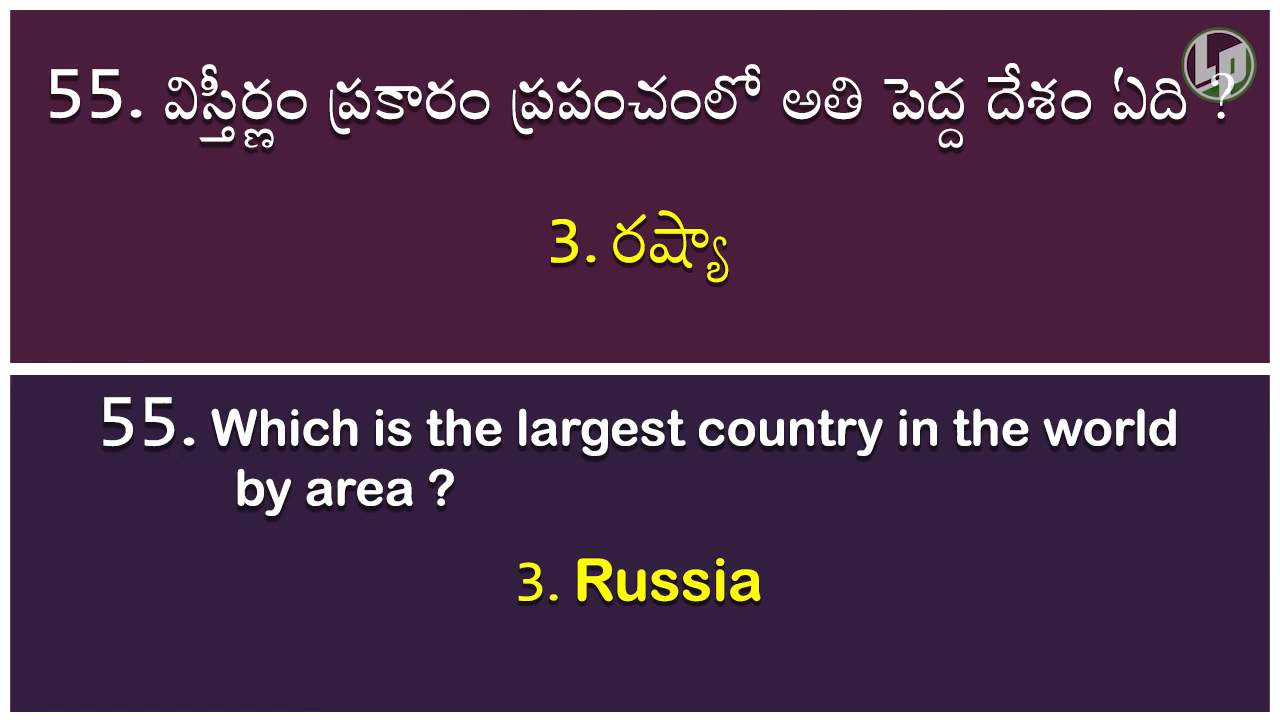 55. విస్తీర్ణం ప్రకారం ప్రపంచంలో అతి పెద్ద దేశం ఏది ?
3. రష్యా
55. Which is the largest country in the world
by area ?
3. Russia